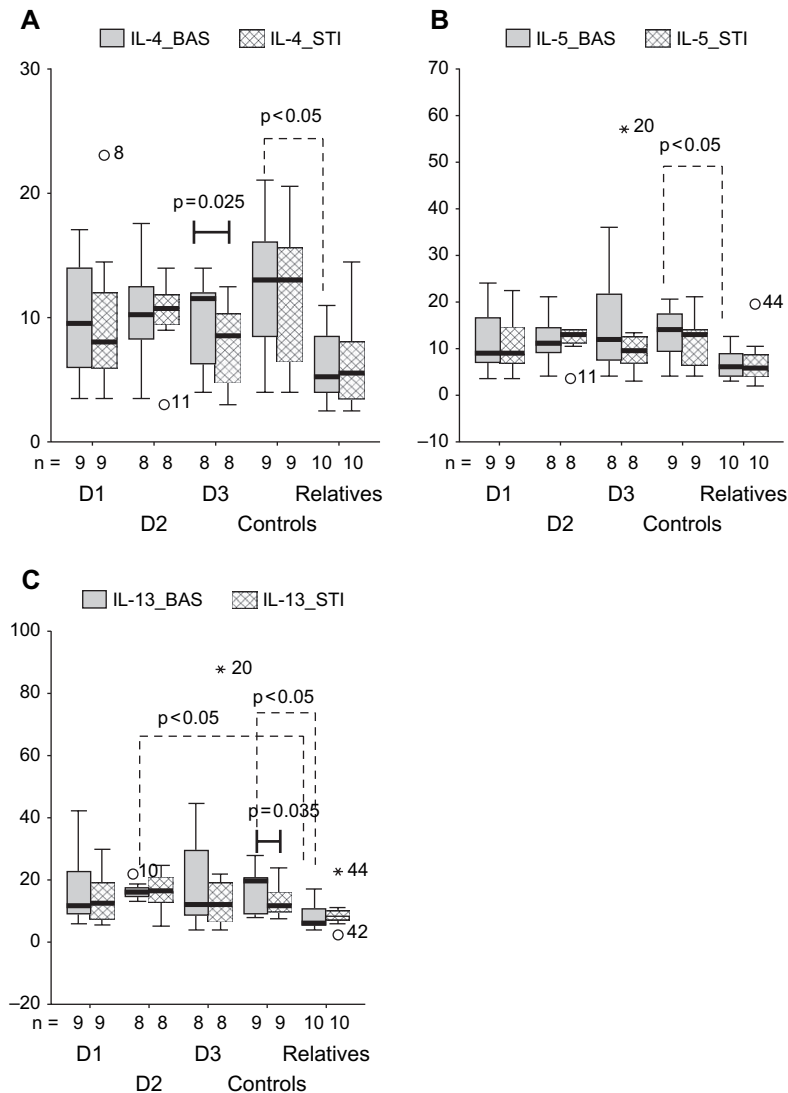 A
IL-4_BAS IL-4_STI
30
20
10
0
8
11
p=0.025
p<0.05
n = 9 9 8 8 8 8 9 9 10 10
D1 D3 Relatives
D2 Controls
B
IL-5_BAS IL-5_STI
70
60
50
40
30
20
10
0
–10
20
p<0.05
44
11
9 9 8 8 8 8 9 9 10 10
D1 D3 Relatives
D2 Controls
C
IL-13_BAS IL-13_STI
100
80
60
40
20
0
–20
20
p<0.05
p<0.05
p=0.035
10
44
42
n = 9 9 8 8 8 8 9 9 10 10
D1 D3 Relatives
D2 Controls